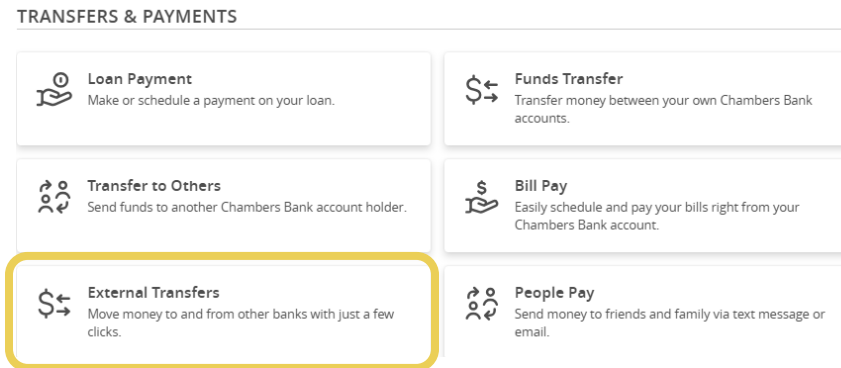 TRANSFERS & PAYMENTS
Loan Payment
Make or schedule a payment on your loan.
Funds Transfer
Transfer money between your own Chambers Bank
accounts.
Transfer to Others
Send funds to another Chambers Bank account holder.
Bill Pay
Easily schedule and pay your bills right from your
Chambers Bank account.
External Transfers
Move money to and from other banks with just a few
clicks.
People Pay
Send money to friends and family via text message or
email.